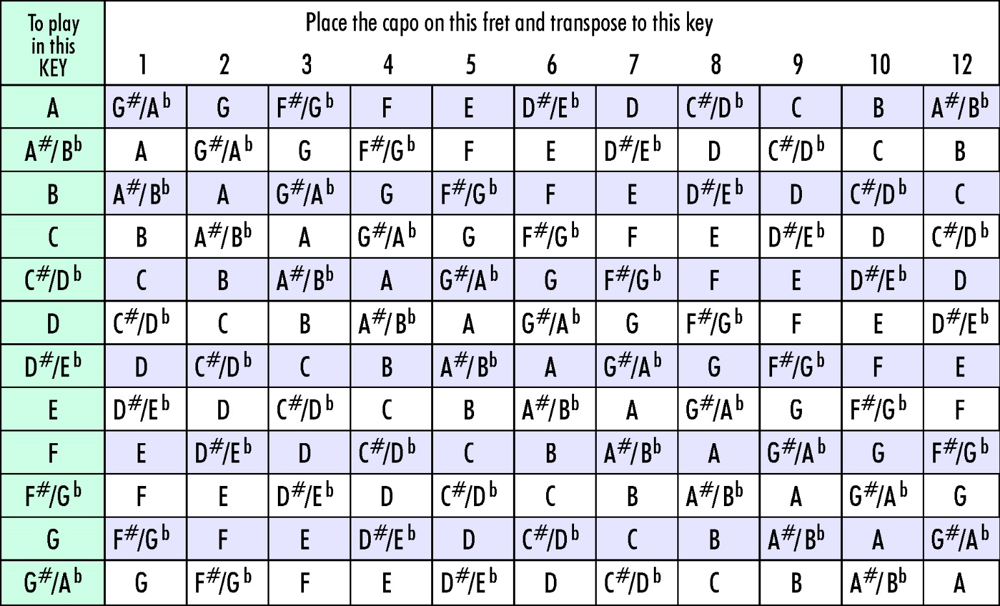 To play in this KEY
Place the capo on this fret and transpose to this key
1 2 3 4 5 6 7 8 9 10 12
A G#/Ab G F#/Gb F E D#/Eb D C#/Db C B A#/Bb
A#/Bb A G#/Ab G F#/Gb F E D#/Eb D C#/Db C B
B A#/Bb A G#/Ab G F#/Gb F E D#/Eb D C#/Db C
C B A#/Bb A G#/Ab G F#/Gb F E D#/Eb D C#/Db
C#/Db C B A#/Bb A G#/Ab G F#/Gb F E D#/Eb D
D C#/Db C B A#/Bb A G#/Ab G F#/Gb F E D#/Eb
D#/Eb D C#/Db C B A#/Bb A G#/Ab G F#/Gb F E
E D#/Eb D C#/Db C B A#/Bb A G#/Ab G F#/Gb F
F E D#/Eb D C#/Db C B A#/Bb A G#/Ab G F#/Gb
F#/Gb F E D#/Eb D C#/Db C B A#/Bb A G#/Ab G
G F#/Gb F E D#/Eb D C#/Db C B A#/Bb A G#/Ab
G#/Ab G F#/Gb F E D#/Eb D C#/Db C B A#/Bb A